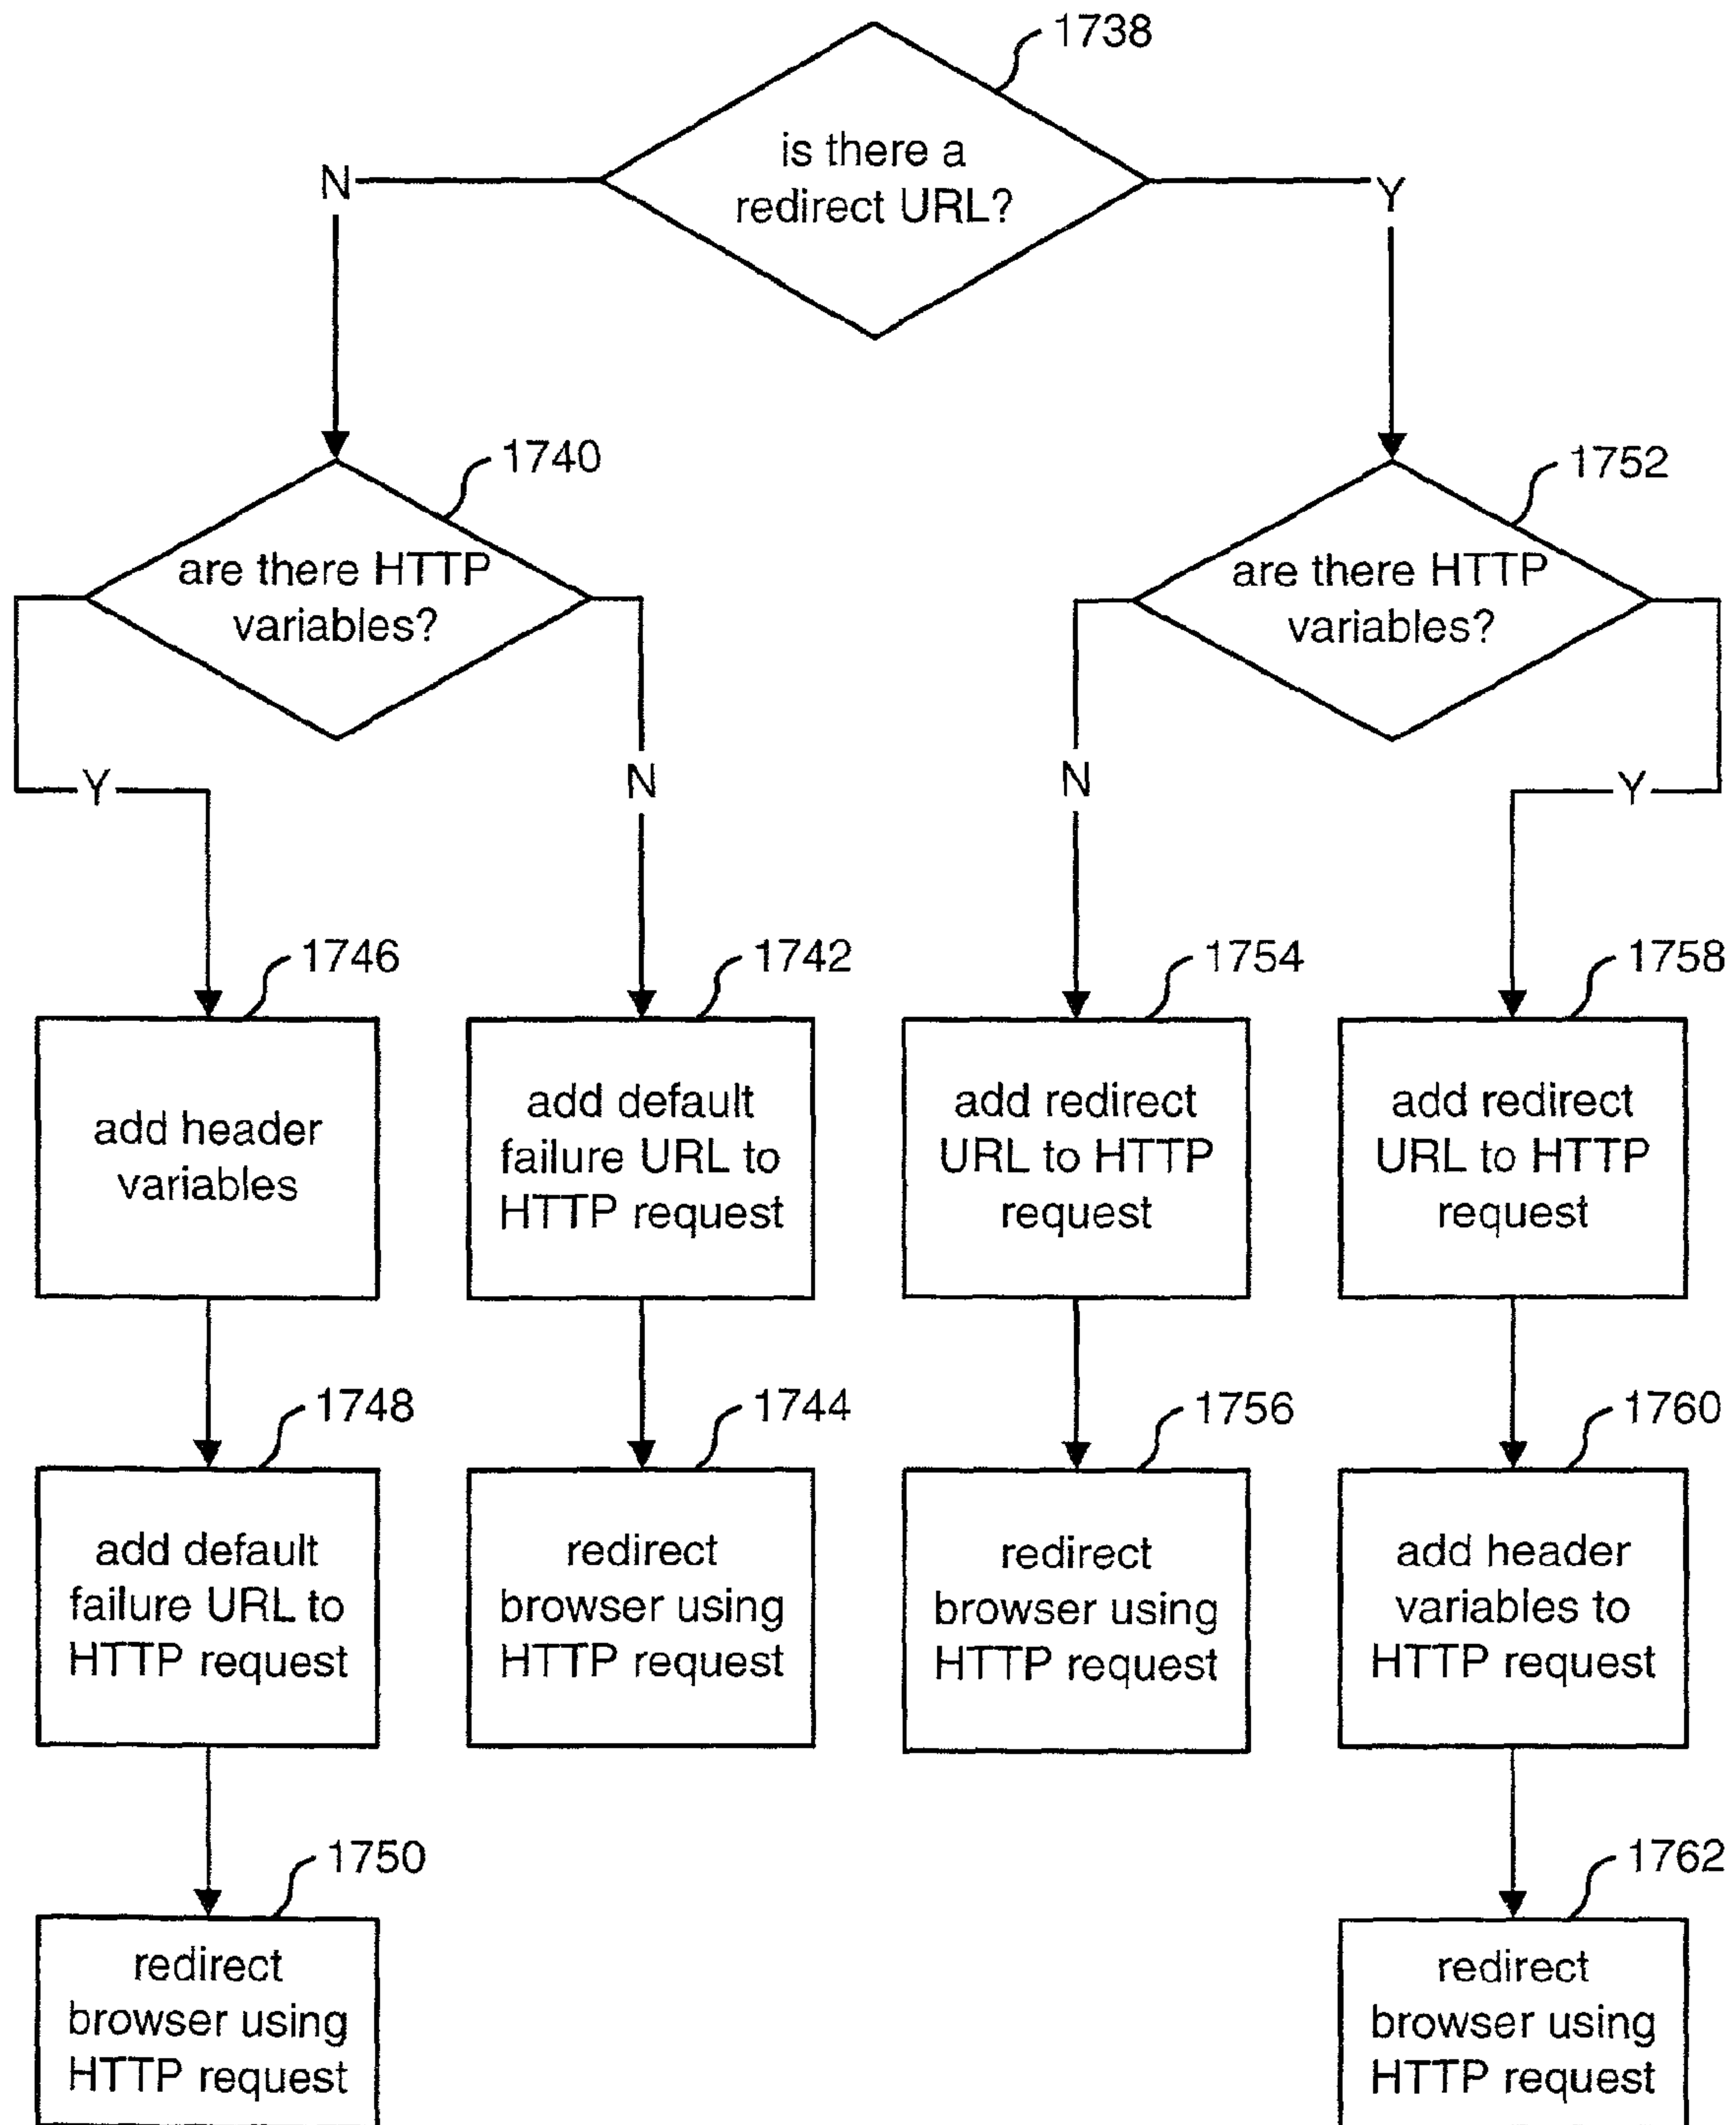 1738
is there a
redirect URL?
N
Y
1740
are there HTTP
variables?
1752
are there HTTP
variables?
Y
N
N
Y
1746
add header
variables
1742
add default
failure URL to
HTTP request
1754
add redirect
URL to HTTP
request
1758
add redirect
URL to HTTP
request
1748
add default
failure URL to
HTTP request
1744
redirect
browser using
HTTP request
1756
redirect
browser using
HTTP request
1760
add header
variables to
HTTP request
1750
redirect
browser using
HTTP request
1762
redirect
browser using
HTTP request